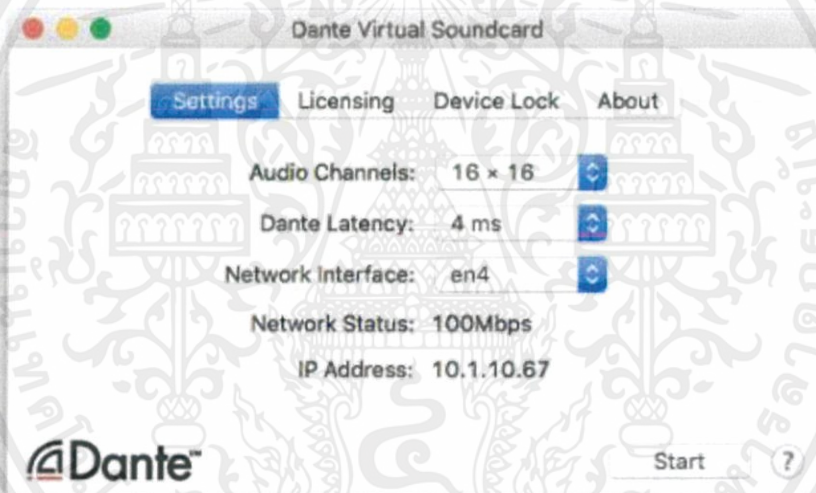 Dante Virtual Soundcard
Settings Licensing Device Lock About
Audio Channels: 16 × 16
Dante Latency: 4 ms
Network Interface: en4
Network Status: 100Mbps
IP Address: 10.1.10.67
Dante™ Start ?